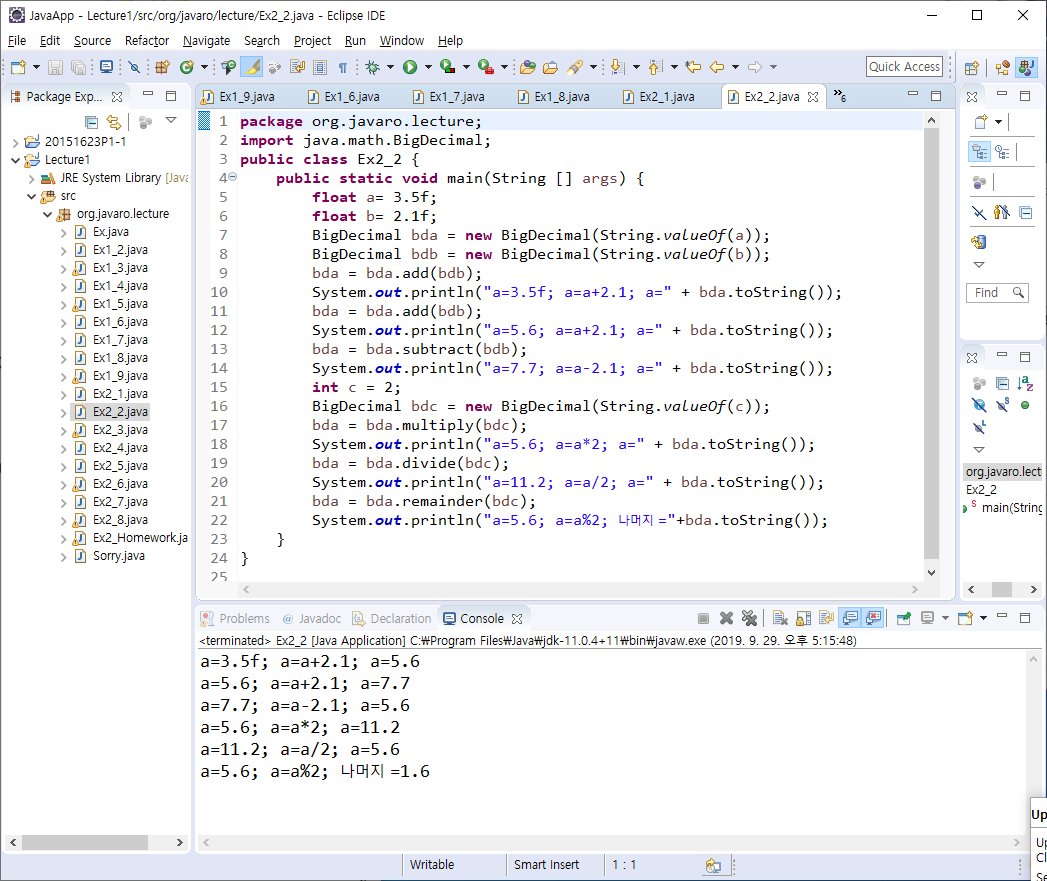 JavaApp - Lecture1/src/org/javaro/lecture/Ex2_2.java - Eclipse IDE
File Edit Source Refactor Navigate Search Project Run Window Help
Quick Access
Package Exp...
20151623P1-1
Lecture1
JRE System Library [Java
src
org.javaro.lecture
Ex.java
Ex1_2.java
Ex1_3.java
Ex1_4.java
Ex1_5.java
Ex1_6.java
Ex1_7.java
Ex1_8.java
Ex1_9.java
Ex2_1.java
Ex2_2.java
Ex2_3.java
Ex2_4.java
Ex2_5.java
Ex2_6.java
Ex2_7.java
Ex2_8.java
Ex2_Homework.ja
Sorry.java
Ex1_9.java Ex1_6.java Ex1_7.java Ex1_8.java Ex2_1.java Ex2_2.java »6
1 package org.javaro.lecture;
2 import java.math.BigDecimal;
3 public class Ex2_2 {
4 public static void main(String [] args) {
5 float a= 3.5f;
6 float b= 2.1f;
7 BigDecimal bda = new BigDecimal(String.valueOf(a));
8 BigDecimal bdb = new BigDecimal(String.valueOf(b));
9 bda = bda.add(bdb);
10 System.out.println("a=3.5f; a=a+2.1; a=" + bda.toString());
11 bda = bda.add(bdb);
12 System.out.println("a=5.6; a=a+2.1; a=" + bda.toString());
13 bda = bda.subtract(bdb);
14 System.out.println("a=7.7; a=a-2.1; a=" + bda.toString());
15 int c = 2;
16 BigDecimal bdc = new BigDecimal(String.valueOf(c));
17 bda = bda.multiply(bdc);
18 System.out.println("a=5.6; a=a*2; a=" + bda.toString());
19 bda = bda.divide(bdc);
20 System.out.println("a=11.2; a=a/2; a=" + bda.toString());
21 bda = bda.remainder(bdc);
22 System.out.println("a=5.6; a=a%2; 나머지="+bda.toString());
23 }
24 }
25
Find
org.javaro.lect
Ex2_2
S main(String
Problems @ Javadoc Declaration Console
<terminated> Ex2_2 [Java Application] C:₩Program Files₩Java₩jdk-11.0.4+11₩bin₩javaw.exe (2019. 9. 29. 오후 5:15:48)
a=3.5f; a=a+2.1; a=5.6
a=5.6; a=a+2.1; a=7.7
a=7.7; a=a-2.1; a=5.6
a=5.6; a=a*2; a=11.2
a=11.2; a=a/2; a=5.6
a=5.6; a=a%2; 나머지=1.6
Writable Smart Insert 1 : 1
Up
Up
Cl
Se